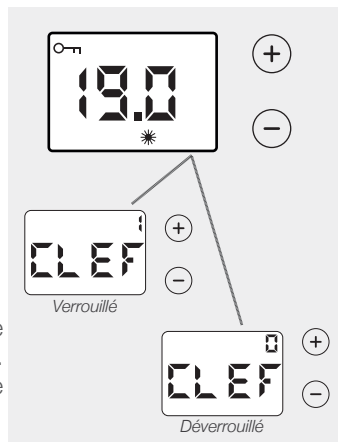 19.0
+
−
1
CLEF
+
−
Verrouillé
0
CLEF
+
−
Déverrouillé
e
e